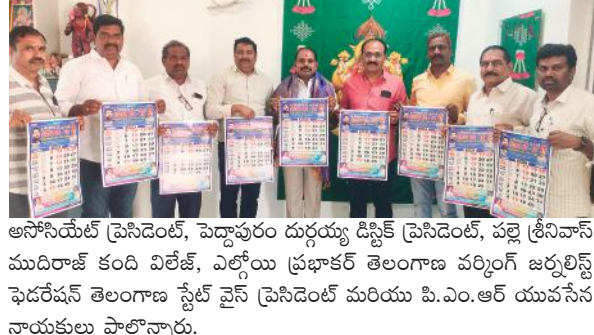 అసోసియేట్ ప్రెసిడెంట్, పెద్దాపురం దుర్గయ్య డిస్టిక్ ప్రెసిడెంట్, పల్లె శ్రీనివాస్
ముదిరాజ్ కంది విలేజ్, ఎల్గోయి ప్రభాకర్ తెలంగాణ వర్కింగ్ జర్నలిస్ట్
ఫెడరేషన్ తెలంగాణ స్టేట్ వైస్ ప్రెసిడెంట్ మరియు పి.ఎం.ఆర్ యువసేన
నాయకులు పాల్గొన్నారు.